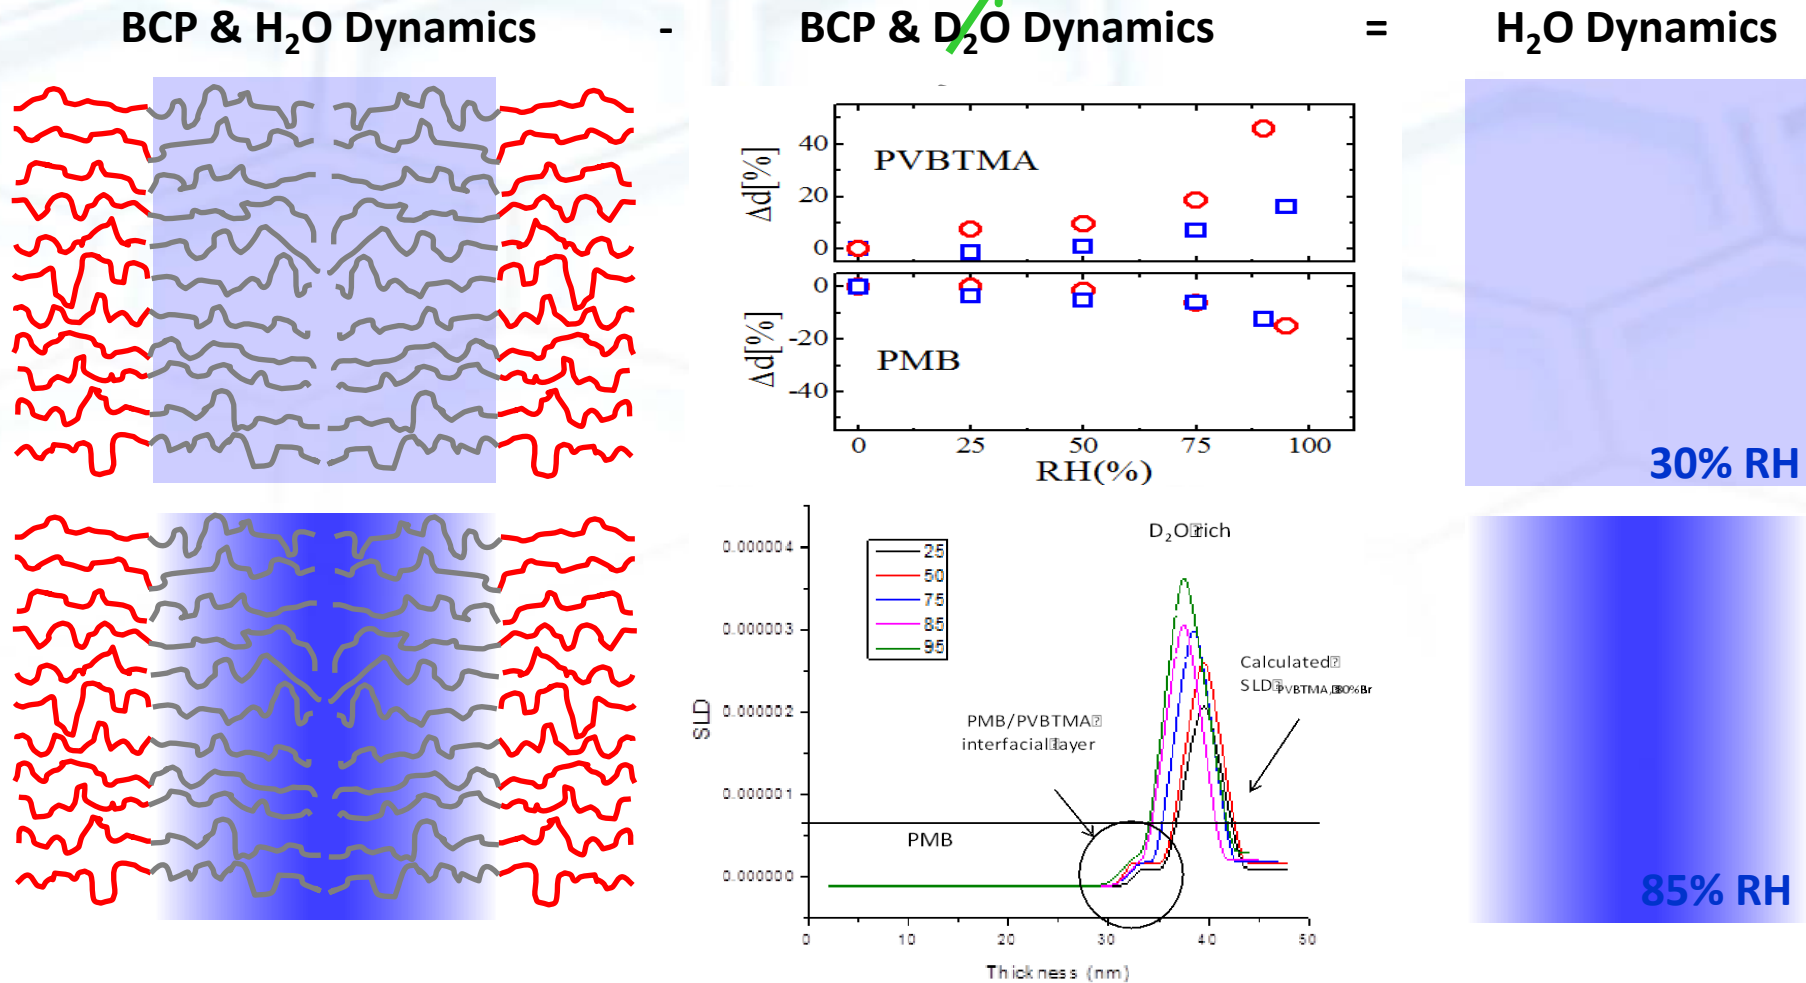 BCP & H₂O Dynamics - BCP & D₂O Dynamics = H₂O Dynamics
40
20
0
Δd[%]
PVBTMA
0
-20
-40
Δd[%]
PMB
0 25 50 75 100
RH(%)
30% RH
D₂O rich
0.000004
0.000003
0.000002
0.000001
0.000000
SLD
25
50
75
85
95
Calculated
SLD PVBTMA, 80%Br
PMB/PVBTMA
interfacial layer
PMB
0 10 20 30 40 50
Thickness (nm)
85% RH